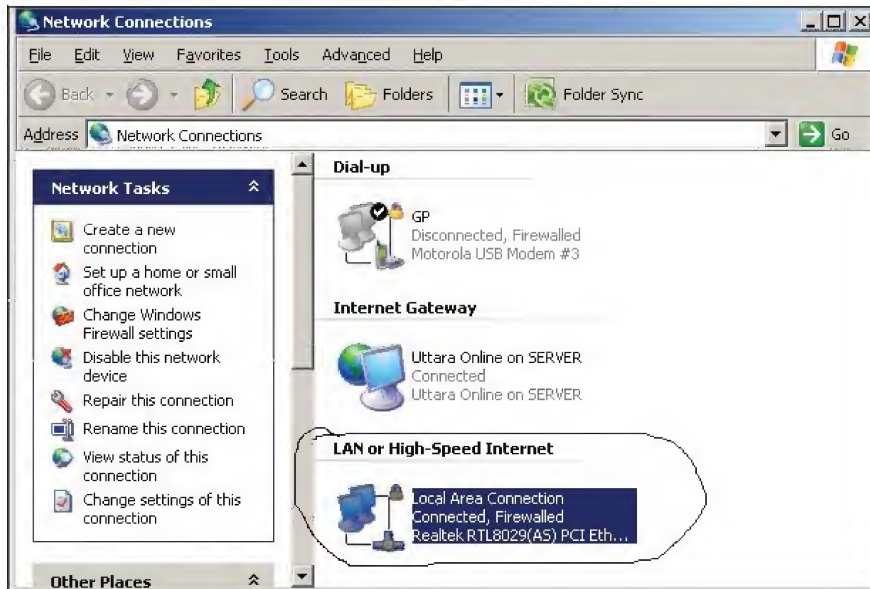 Network Connections
File Edit View Favorites Tools Advanced Help
Back Search Folders Folder Sync
Address Network Connections Go
Network Tasks
Create a new
connection
Set up a home or small
office network
Change Windows
Firewall settings
Disable this network
device
Repair this connection
Rename this connection
View status of this
connection
Change settings of this
connection
Other Places
Dial-up
GP
Disconnected, Firewalled
Motorola USB Modem #3
Internet Gateway
Uttara Online on SERVER
Connected
Uttara Online on SERVER
LAN or High-Speed Internet
Local Area Connection
Connected, Firewalled
Realtek RTL8029(AS) PCI Eth...